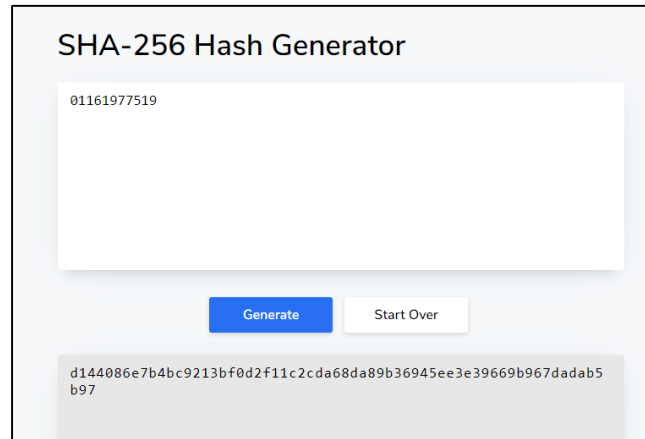 SHA-256 Hash Generator
01161977519
Generate Start Over
d144086e7b4bc9213bf0d2f11c2cda68da89b36945ee3e39669b967dadab5
b97